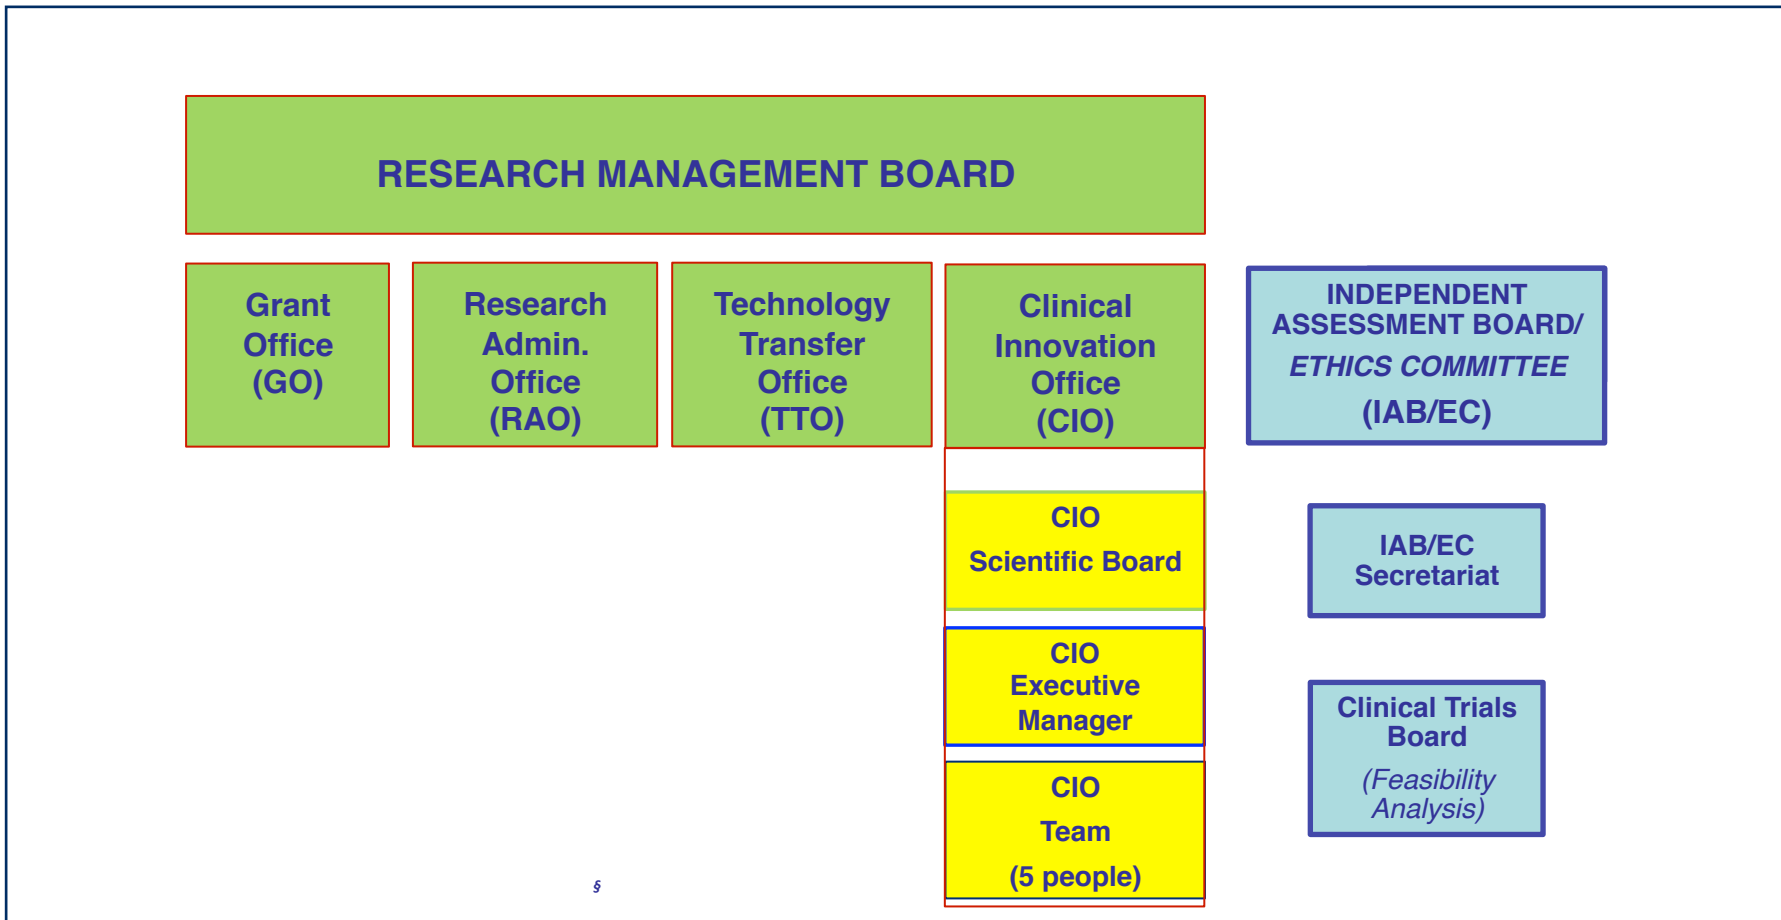 RESEARCH MANAGEMENT BOARD
Grant
Office
(GO)
Research
Admin.
Office
(RAO)
Technology
Transfer
Office
(TTO)
Clinical
Innovation
Office
(CIO)
INDEPENDENT
ASSESSMENT BOARD/
ETHICS COMMITTEE
(IAB/EC)
CIO
Scientific Board
IAB/EC
Secretariat
CIO
Executive
Manager
Clinical Trials
Board
(Feasibility
Analysis)
CIO
Team
(5 people)
§